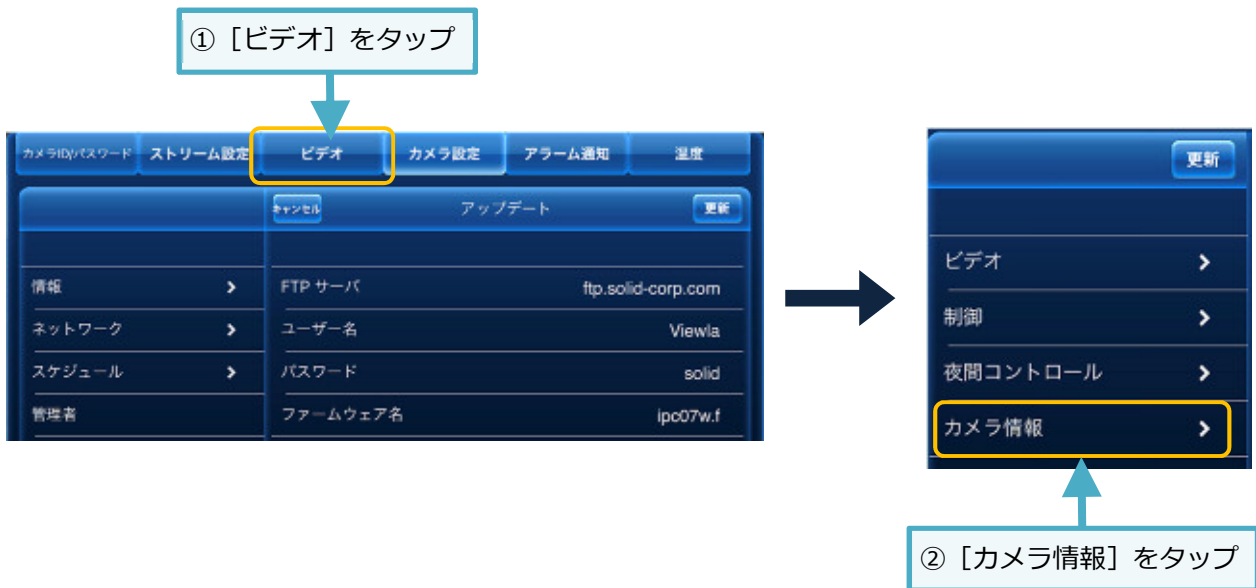 ①［ビデオ］をタップ
カメラID/パスワード ストリーム設定 ビデオ カメラ設定 アラーム通知 温度
キャンセル アップデート 更新
情報 FTP サーバ ftp.solid-corp.com
ネットワーク ユーザー名 Viewla
スケジュール パスワード solid
管理者 ファームウェア名 ipc07w.f
更新
ビデオ
制御
夜間コントロール
カメラ情報
②［カメラ情報］をタップ